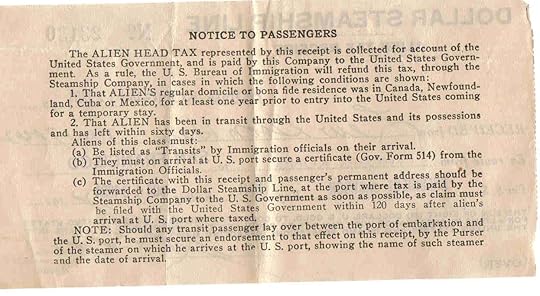 NOTICE TO PASSENGERS
The ALIEN HEAD TAX represented by this receipt is collected for account of the
United States Government, and is paid by this Company to the United States Govern-
ment. As a rule, the U. S. Bureau of Immigration will refund this tax, through the
Steamship Company, in cases in which the following conditions are shown:
1. That ALIEN'S regular domicile or bona fide residence was in Canada, Newfound-
land, Cuba or Mexico, for at least one year prior to entry into the United States coming
for a temporary stay.
2. That ALIEN has been in transit through the United States and its possessions
and has left within sixty days.
Aliens of this class must:
(a) Be listed as "Transits" by Immigration officials on their arrival.
(b) They must on arrival at U. S. port secure a certificate (Gov. Form 514) from the
Immigration Officials.
(c) The certificate with this receipt and passenger's permanent address should be
forwarded to the Dollar Steamship Line, at the port where tax is paid by the
Steamship Company to the U. S. Government as soon as possible, as claim must
be filed with the United States Government within 120 days after alien's
arrival at U. S. port where taxed.
NOTE: Should any transit passenger lay over between the port of embarkation and
the U. S. port, he must secure an endorsement to that effect on this receipt, by the Purser
of the steamer on which he arrives at the U. S. port, showing the name of such steamer
and the date of arrival.